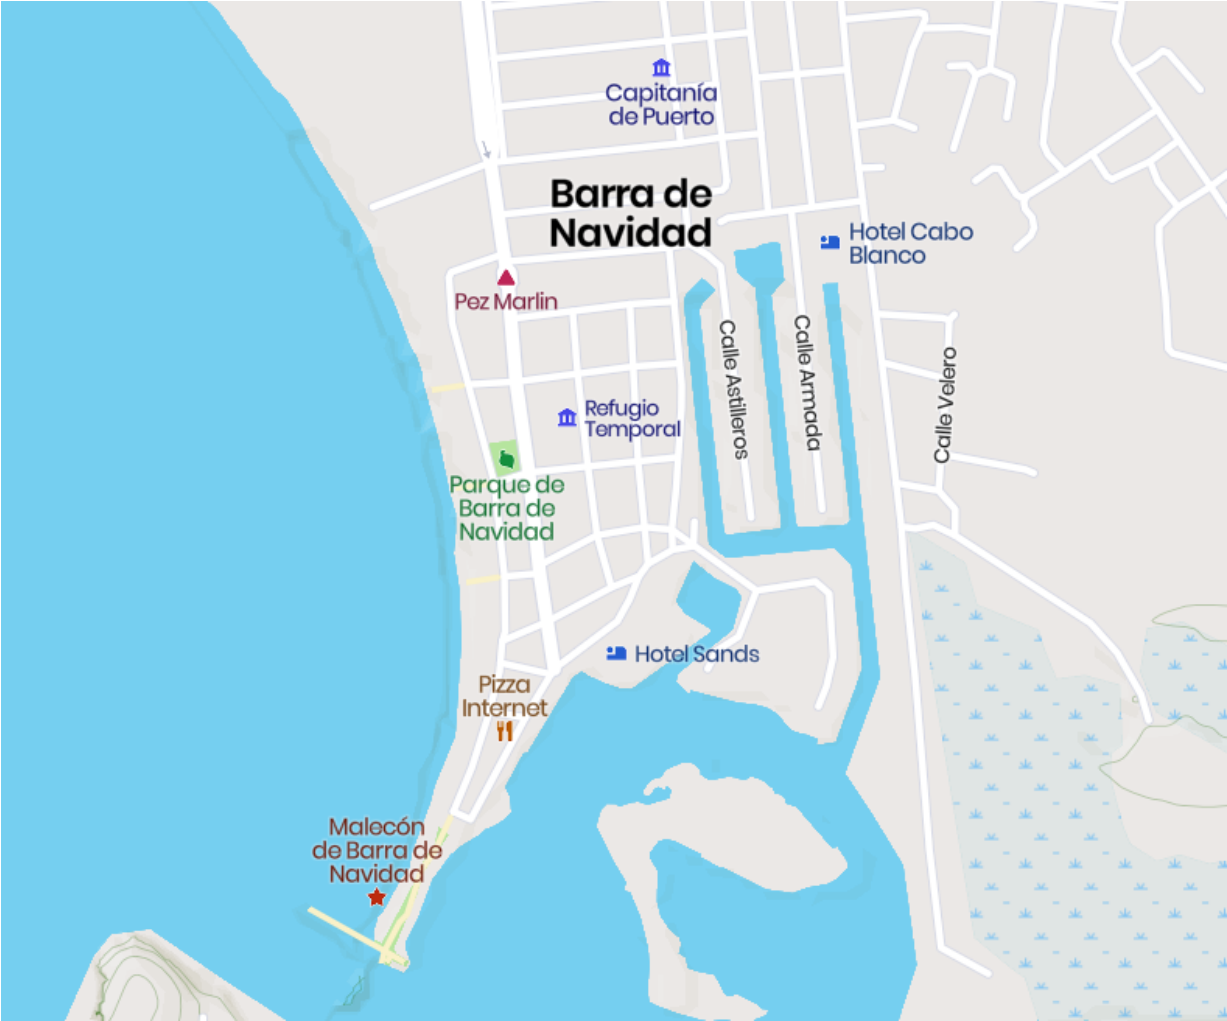 Capitanía
de Puerto
Barra de
Navidad
Hotel Cabo
Blanco
Pez Marlin
Calle Astilleros
Calle Armada
Calle Velero
Refugio
Temporal
Parque de
Barra de
Navidad
Hotel Sands
Pizza
Internet
Malecón
de Barra de
Navidad